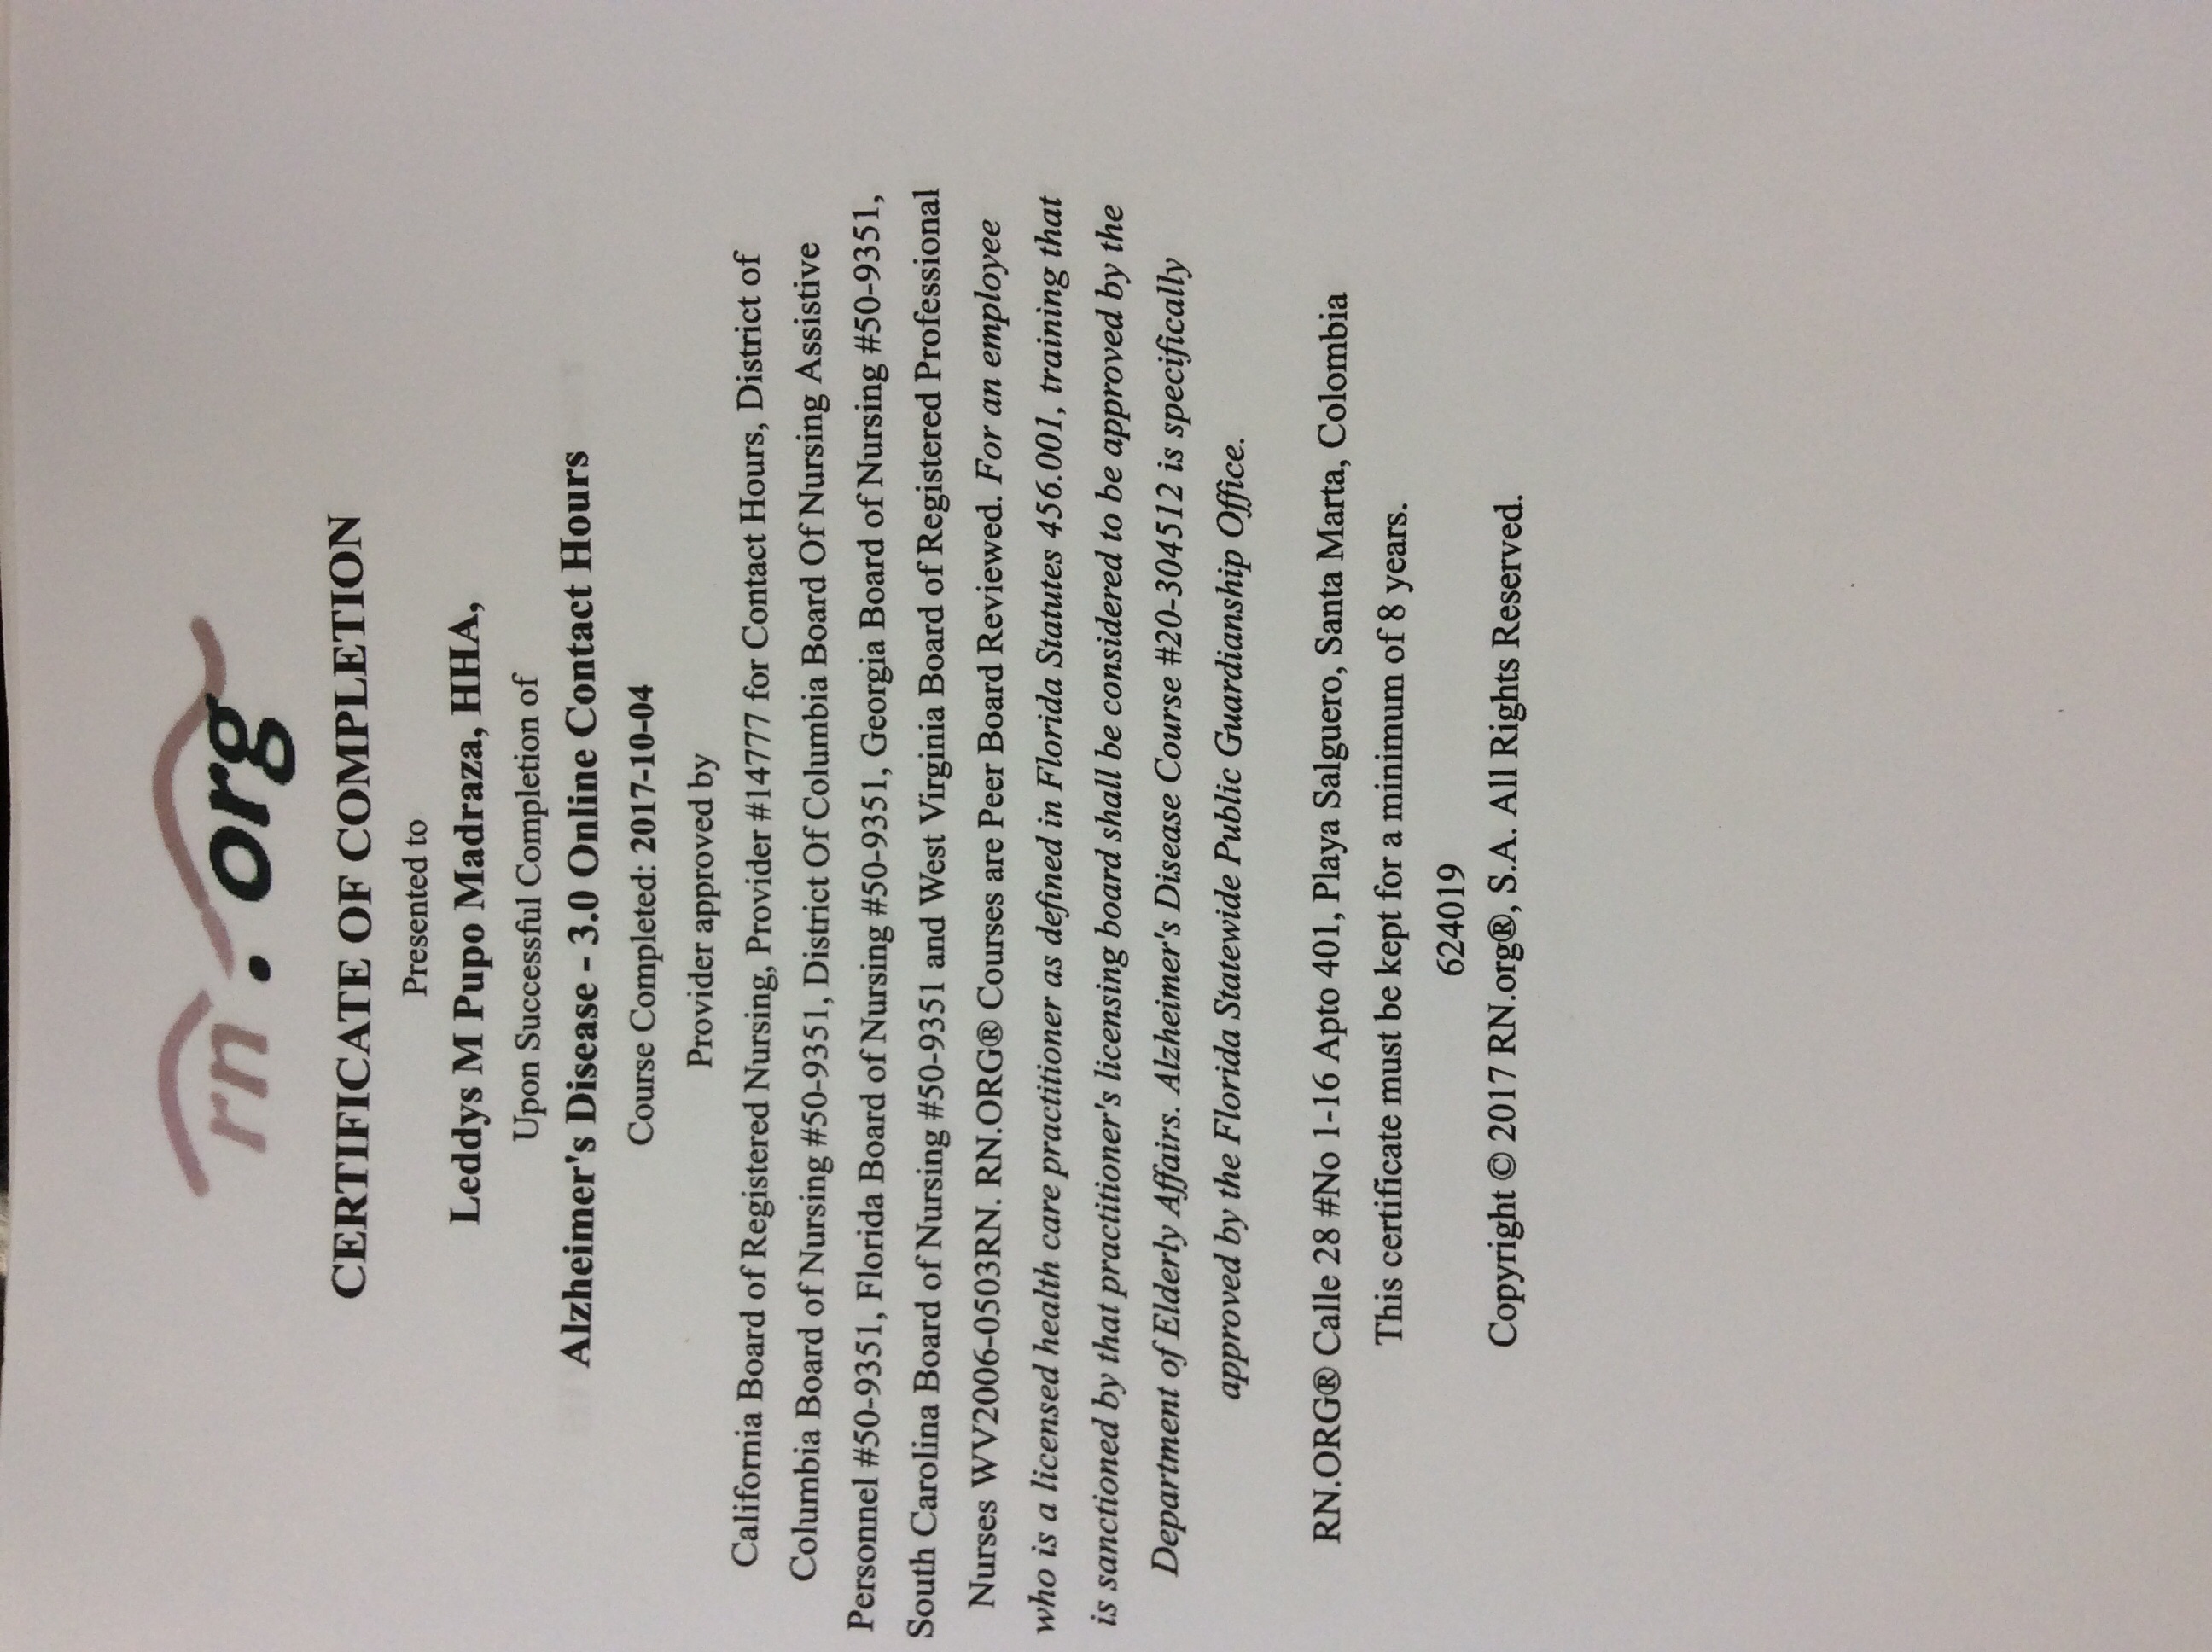 rn.org
CERTIFICATE OF COMPLETION
Presented to
Leddys M Pupo Madraza, HHA,
Upon Successful Completion of
Alzheimer's Disease - 3.0 Online Contact Hours
Course Completed: 2017-10-04
Provider approved by
California Board of Registered Nursing, Provider #14777 for Contact Hours, District of
Columbia Board of Nursing #50-9351, District Of Columbia Board Of Nursing Assistive
Personnel #50-9351, Florida Board of Nursing #50-9351, Georgia Board of Nursing #50-9351,
South Carolina Board of Nursing #50-9351 and West Virginia Board of Registered Professional
Nurses WV2006-0503RN. RN.ORG® Courses are Peer Board Reviewed. For an employee
who is a licensed health care practitioner as defined in Florida Statutes 456.001, training that
is sanctioned by that practitioner's licensing board shall be considered to be approved by the
Department of Elderly Affairs. Alzheimer's Disease Course #20-304512 is specifically
approved by the Florida Statewide Public Guardianship Office.
RN.ORG® Calle 28 #No 1-16 Apto 401, Playa Salguero, Santa Marta, Colombia
This certificate must be kept for a minimum of 8 years.
624019
Copyright © 2017 RN.org®, S.A. All Rights Reserved.